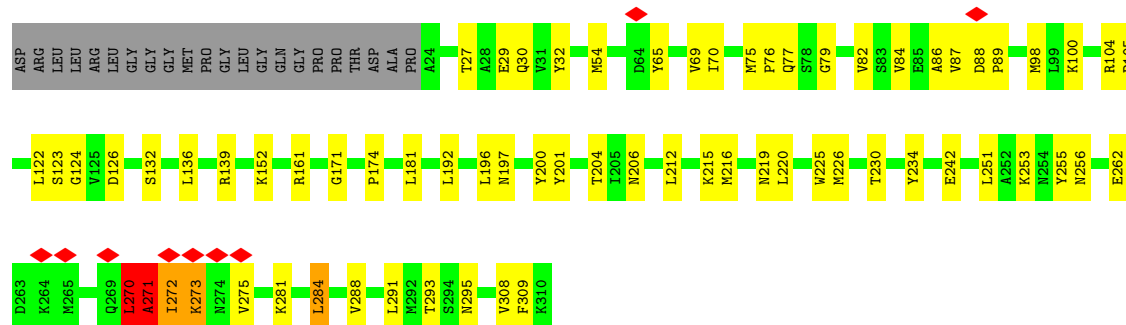 ASP ARG LEU LEU ARG LEU GLY GLY GLY MET PRO GLY LEU GLY GLN GLY PRO PRO THR ASP ALA PRO A24 T27 A28 E29 Q30 V31 Y32 M54 D64 Y65 V69 I70 M75 P76 Q77 S78 G79 V82 S83 V84 E85 A86 V87 D88 P89 M98 L99 K100 R104
L122 S123 G124 V125 D126 S132 L136 R139 K152 R161 G171 P174 L181 L192 L196 N197 Y200 Y201 T204 I205 N206 L212 K215 M216 N219 L220 W225 M226 T230 Y234 E242 L251 A252 K253 N254 Y255 N256 E262
D263 K264 M265 Q269 L270 A271 I272 K273 N274 V275 K281 L284 V288 L291 M292 T293 S294 N295 V308 F309 K310